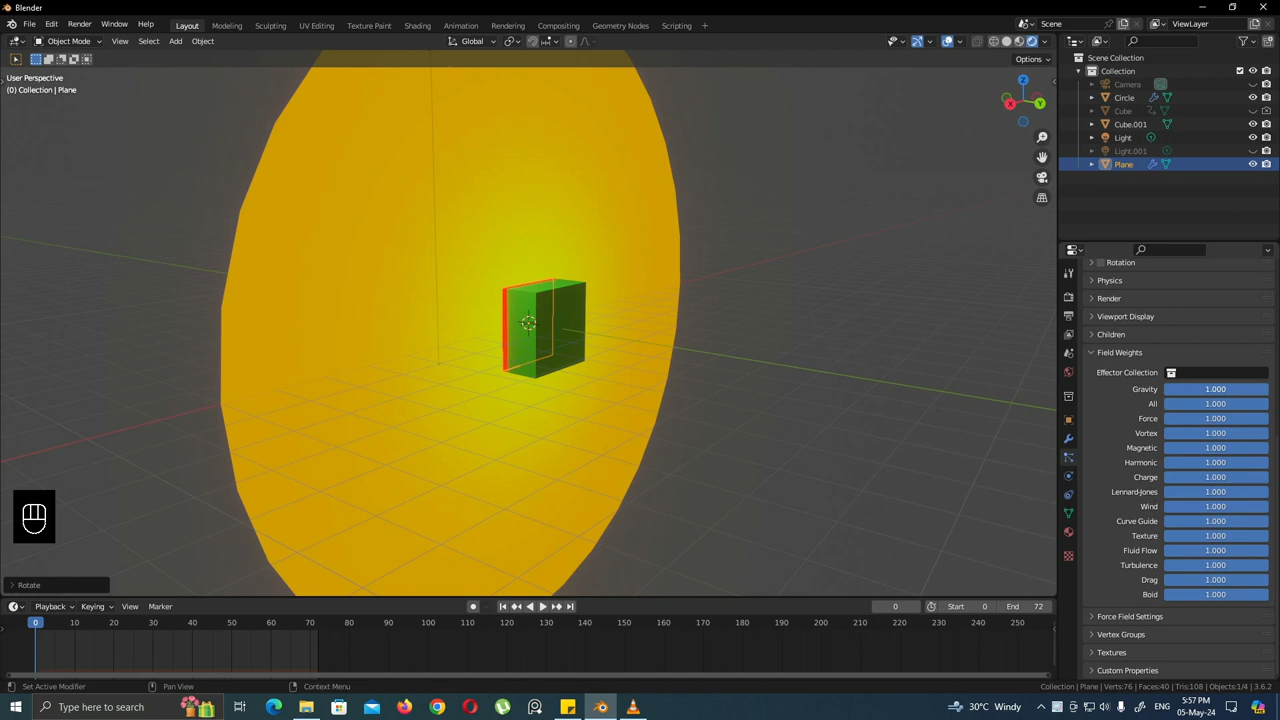 Blender
File Edit Render Window Help Layout Modeling Sculpting UV Editing Texture Paint Shading Animation Rendering Compositing Geometry Nodes Scripting + Scene ViewLayer
Object Mode View Select Add Object Global
Options
User Perspective
(0) Collection | Plane
Z
X
Y
Scene Collection
Collection
Camera
Circle
Cube
Cube.001
Light
Light.001
Plane
Rotation
Physics
Render
Viewport Display
Children
Field Weights
Effector Collection
Gravity 1.000
All 1.000
Force 1.000
Vortex 1.000
Magnetic 1.000
Harmonic 1.000
Charge 1.000
Lennard-Jones 1.000
Wind 1.000
Curve Guide 1.000
Texture 1.000
Fluid Flow 1.000
Turbulence 1.000
Drag 1.000
Boid 1.000
Force Field Settings
Vertex Groups
Textures
Custom Properties
Rotate
Playback Keying View Marker 0 Start 0 End 72
0 10 20 30 40 50 60 70 80 90 100 110 120 130 140 150 160 170 180 190 200 210 220 230 240 250
Set Active Modifier Pan View Context Menu Collection | Plane Verts:76 Faces:40 Tris:108 Objects:1/4 3.6.2
Type here to search 30°C Windy 5:57 PM
05-May-24